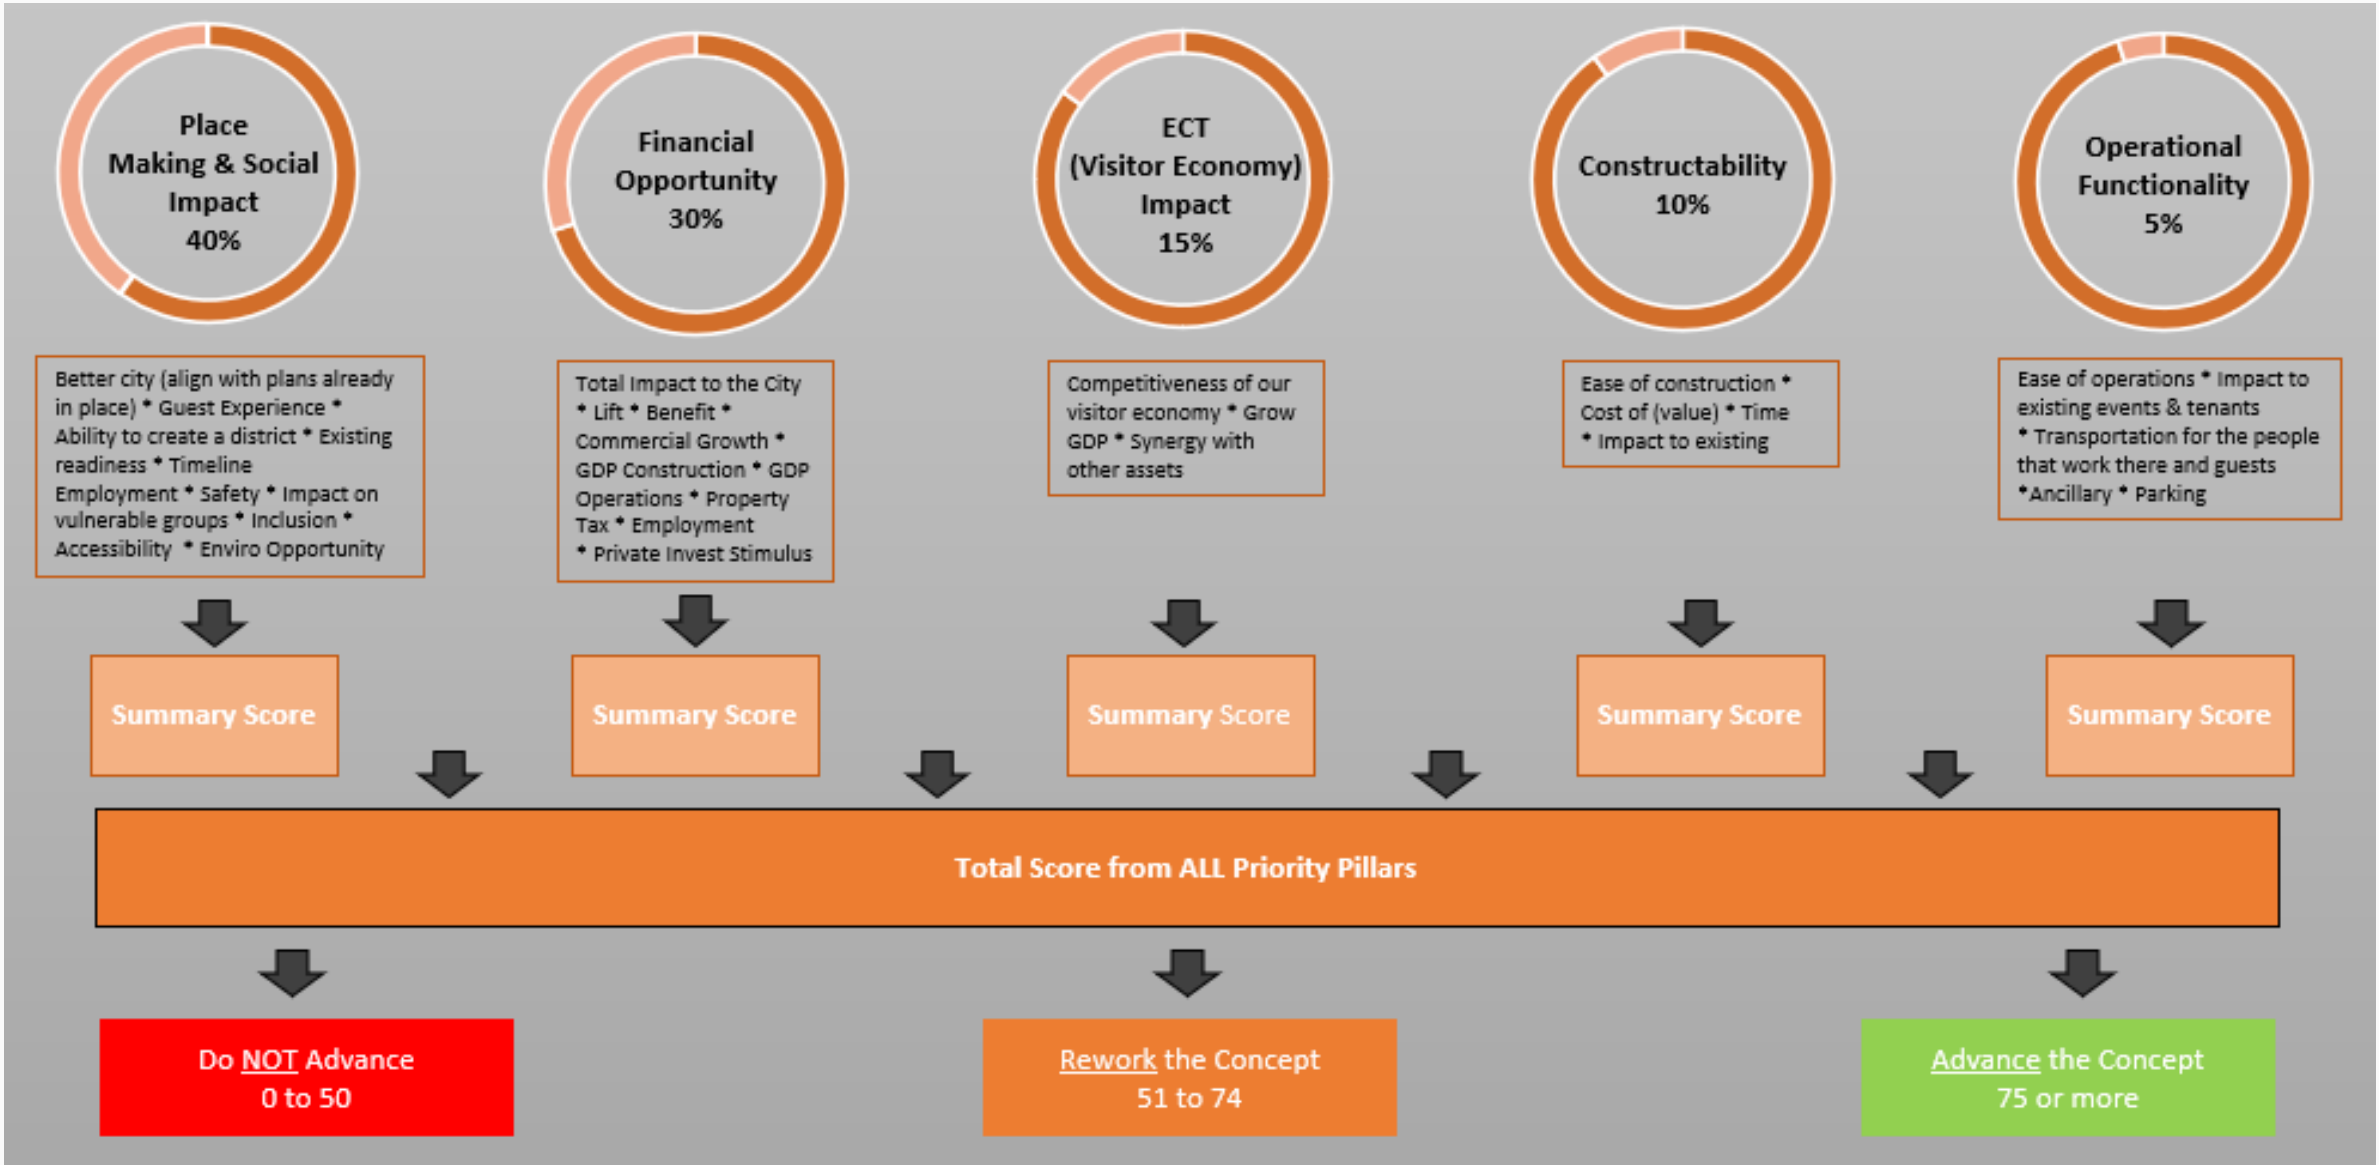 Place
Making & Social
Impact
40%
Financial
Opportunity
30%
ECT
(Visitor Economy)
Impact
15%
Constructability
10%
Operational
Functionality
5%
Better city (align with plans already
in place) * Guest Experience *
Ability to create a district * Existing
readiness * Timeline
Employment * Safety * Impact on
vulnerable groups * Inclusion *
Accessibility * Enviro Opportunity
Total Impact to the City
* Lift * Benefit *
Commercial Growth *
GDP Construction * GDP
Operations * Property
Tax * Employment
* Private Invest Stimulus
Competitiveness of our
visitor economy * Grow
GDP * Synergy with
other assets
Ease of construction *
Cost of (value) * Time
* Impact to existing
Ease of operations * Impact to
existing events & tenants
* Transportation for the people
that work there and guests
*Ancillary * Parking
Summary Score
Summary Score
Summary Score
Summary Score
Summary Score
Total Score from ALL Priority Pillars
Do NOT Advance
0 to 50
Rework the Concept
51 to 74
Advance the Concept
75 or more